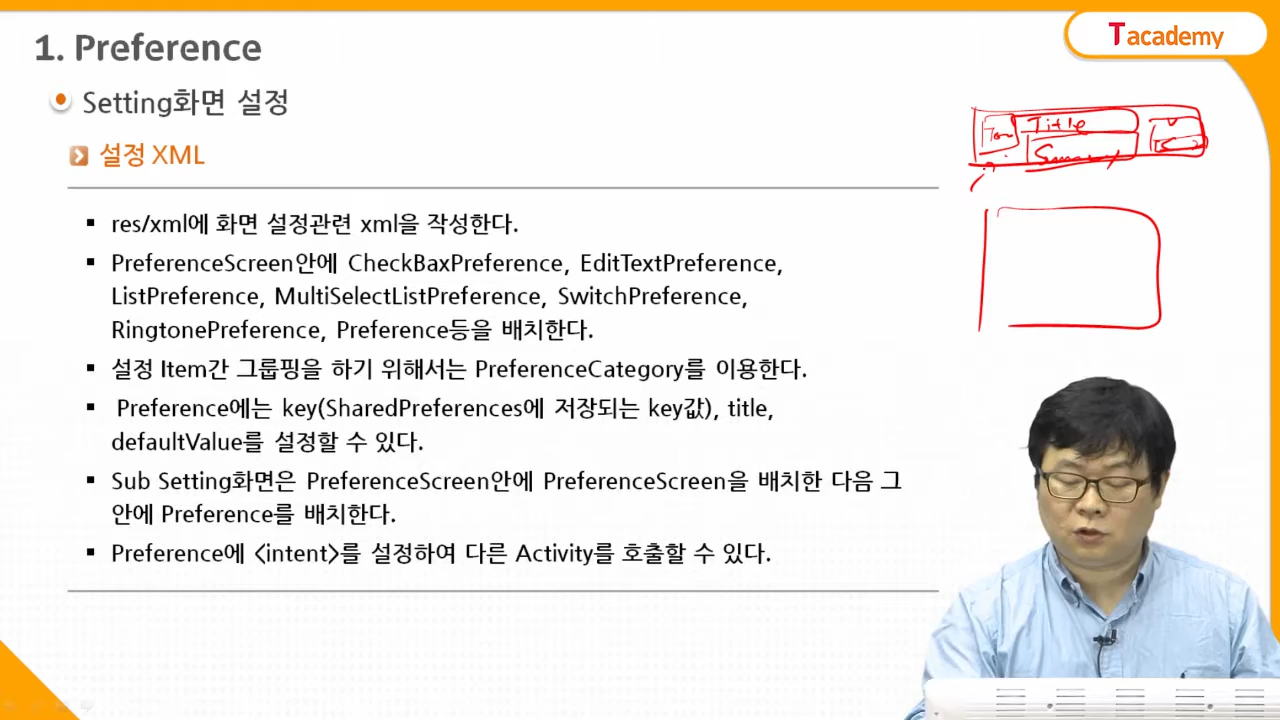 1. Preference
Tacademy
Setting화면 설정
설정 XML
Title
▪ res/xml에 화면 설정관련 xml을 작성한다.
▪ PreferenceScreen안에 CheckBaxPreference, EditTextPreference,
ListPreference, MultiSelectListPreference, SwitchPreference,
RingtonePreference, Preference등을 배치한다.
▪ 설정 Item간 그룹핑을 하기 위해서는 PreferenceCategory를 이용한다.
▪ Preference에는 key(SharedPreferences에 저장되는 key값), title,
defaultValue를 설정할 수 있다.
▪ Sub Setting화면은 PreferenceScreen안에 PreferenceScreen을 배치한 다음 그
안에 Preference를 배치한다.
▪ Preference에 <intent>를 설정하여 다른 Activity를 호출할 수 있다.